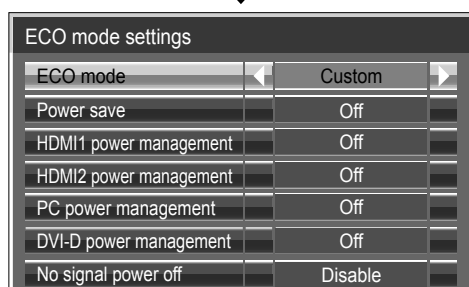 ECO mode settings
ECO mode Custom
Power save Off
HDMI1 power management Off
HDMI2 power management Off
PC power management Off
DVI-D power management Off
No signal power off Disable